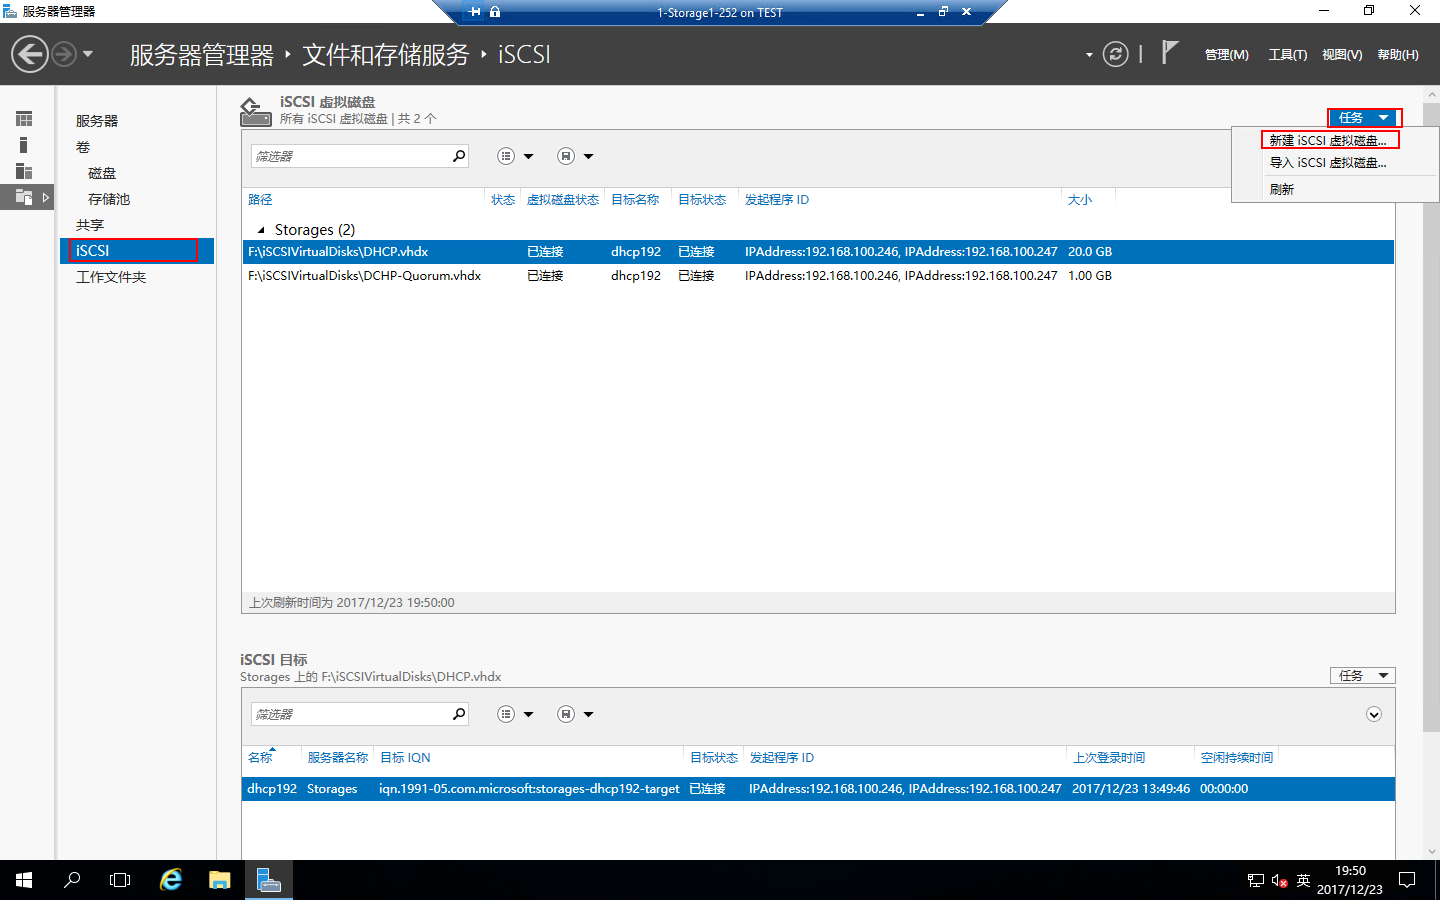 服务器管理器
1-Storage1-252 on TEST
服务器管理器 ‣ 文件和存储服务 ‣ iSCSI
管理(M) 工具(T) 视图(V) 帮助(H)
服务器
卷
磁盘
存储池
共享
iSCSI
工作文件夹
iSCSI 虚拟磁盘
所有 iSCSI 虚拟磁盘 | 共 2 个
任务
新建 iSCSI 虚拟磁盘...
导入 iSCSI 虚拟磁盘...
刷新
筛选器
路径 状态 虚拟磁盘状态 目标名称 目标状态 发起程序 ID 大小
Storages (2)
F:\iSCSIVirtualDisks\DHCP.vhdx 已连接 dhcp192 已连接 IPAddress:192.168.100.246, IPAddress:192.168.100.247 20.0 GB
F:\iSCSIVirtualDisks\DCHP-Quorum.vhdx 已连接 dhcp192 已连接 IPAddress:192.168.100.246, IPAddress:192.168.100.247 1.00 GB
上次刷新时间为 2017/12/23 19:50:00
iSCSI 目标
Storages 上的 F:\iSCSIVirtualDisks\DHCP.vhdx
任务
筛选器
名称 服务器名称 目标 IQN 目标状态 发起程序 ID 上次登录时间 空闲持续时间
dhcp192 Storages iqn.1991-05.com.microsoft:storages-dhcp192-target 已连接 IPAddress:192.168.100.246, IPAddress:192.168.100.247 2017/12/23 13:49:46 00:00:00
英
19:50
2017/12/23